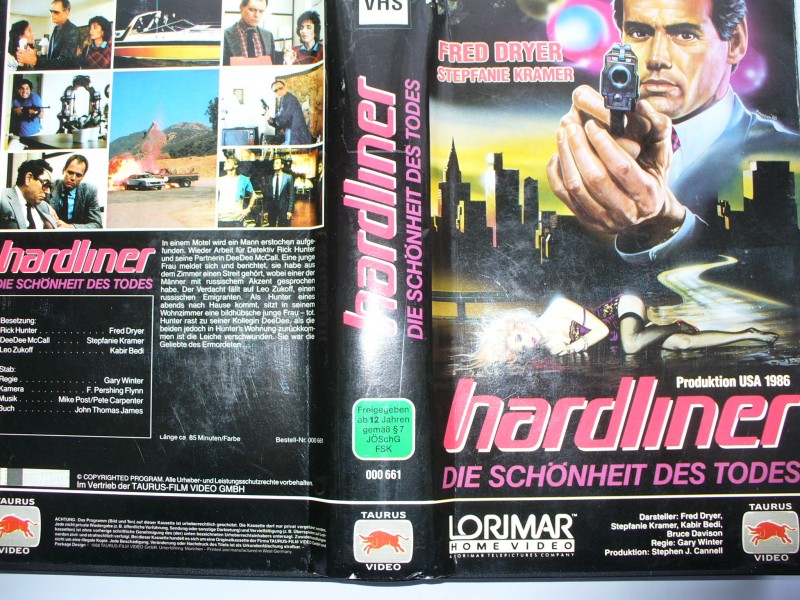 hardliner
DIE SCHÖNHEIT DES TODES
In einem Motel wird ein Mann erstochen aufge-
funden. Wieder Arbeit für Detektiv Rick Hunter
und seine Partnerin DeeDee McCall. Eine junge
Frau meldet sich und berichtet, sie habe aus
dem Zimmer einen Streit gehört, wobei einer der
Männer mit russischem Akzent gesprochen
habe. Der Verdacht fällt auf Leo Zukoff, einen
russischen Emigranten. Als Hunter eines
abends nach Hause kommt, sitzt in seinem
Wohnzimmer eine bildhübsche junge Frau – tot.
Hunter rast zu seiner Kollegin DeeDee, als die
beiden jedoch in Hunter's Wohnung zurückkom-
men ist die Leiche verschwunden. Sie war die
Geliebte des Ermordeten . . .
Besetzung:
Rick Hunter . . . . . Fred Dryer
DeeDee McCall . . . Stepfanie Kramer
Leo Zukoff . . . . . Kabir Bedi
Stab:
Regie . . . . . Gary Winter
Kamera . . . . . F. Pershing Flynn
Musik . . . Mike Post/Pete Carpenter
Buch . . . . John Thomas James
Länge ca. 85 Minuten/Farbe
Bestell-Nr. 000 661
© COPYRIGHTED PROGRAM. Alle Urheber- und Leistungsschutzrechte vorbehalten.
Im Vertrieb der TAURUS-FILM VIDEO GMBH
TAURUS
VIDEO
VHS
hardliner
DIE SCHÖNHEIT DES TODES
Freigegeben
ab 12 Jahren
gemäß § 7
JÖSchG
FSK
000 661
TAURUS
VIDEO
FRED DRYER
STEPFANIE KRAMER
Produktion USA 1986
hardliner
DIE SCHÖNHEIT DES TODES
LORIMAR
HOME VIDEO
A LORIMAR TELEPICTURES COMPANY
Darsteller: Fred Dryer,
Stepfanie Kramer, Kabir Bedi,
Bruce Davison
Regie: Gary Winter
Produktion: Stephen J. Cannell
TAURUS
VIDEO